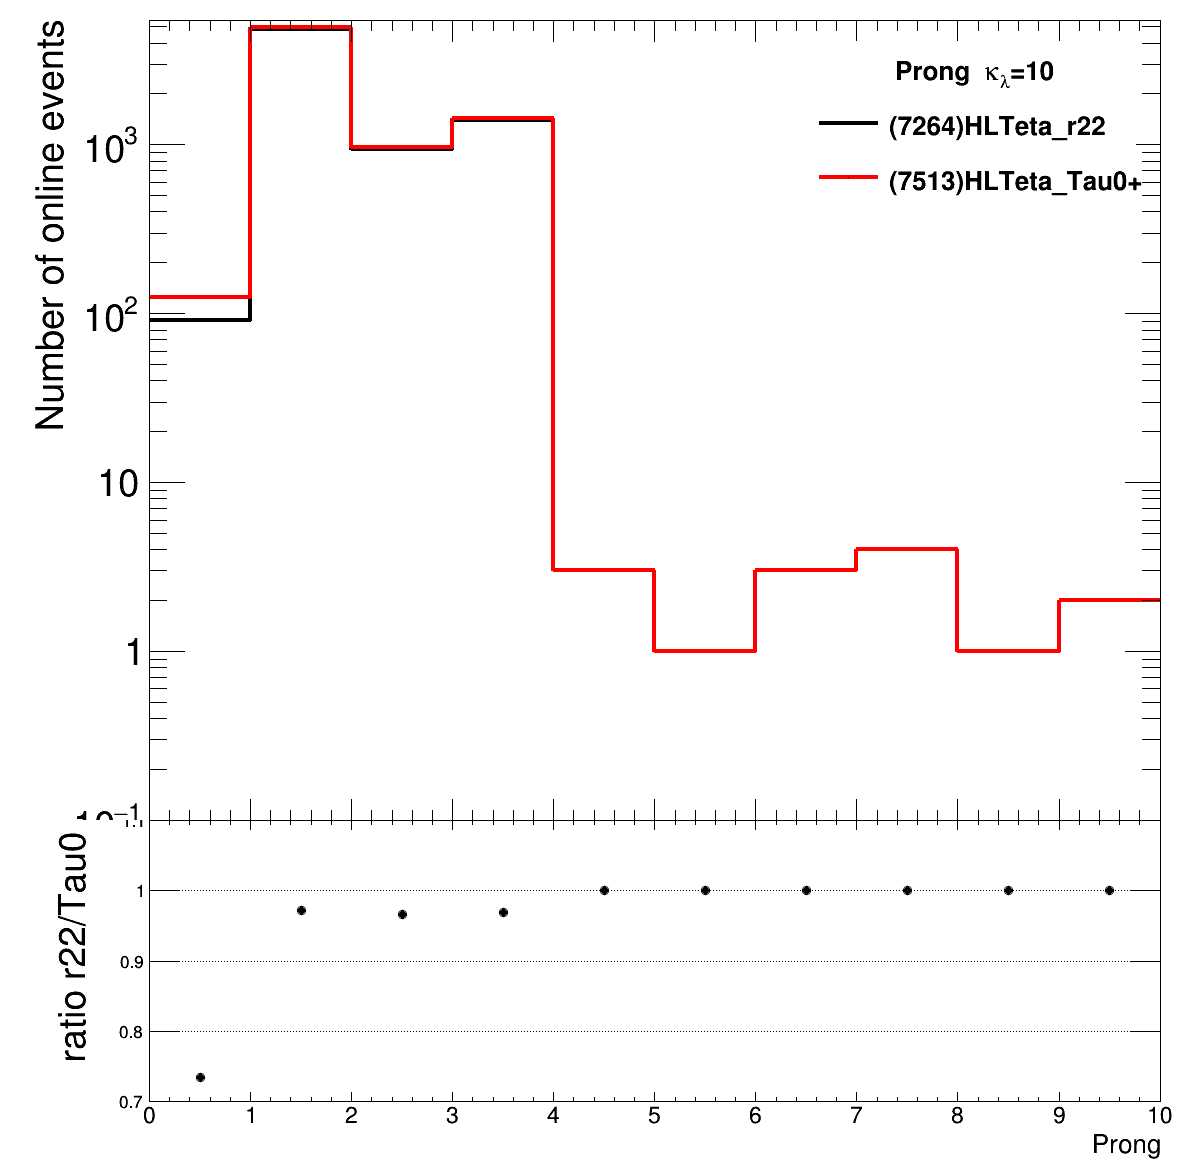 Number of online events
10³
10²
10
1
Prong κλ=10
(7264)HLTeta_r22
(7513)HLTeta_Tau0+
ratio r22/Tau0
1
0.9
0.8
0.7
0 1 2 3 4 5 6 7 8 9 10
Prong